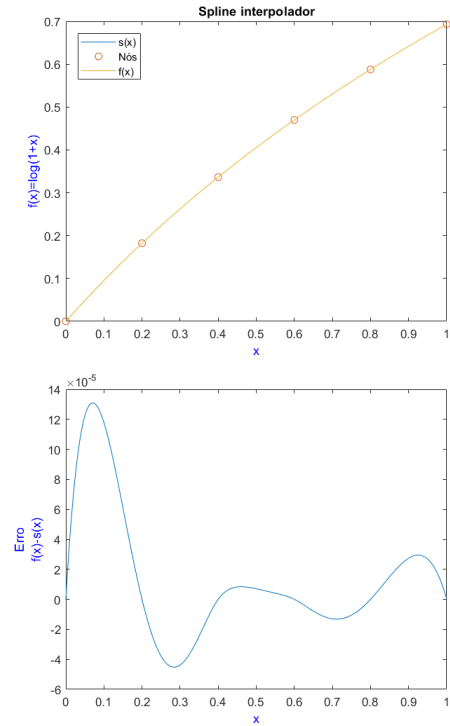 Spline interpolador
0.7
0.6
0.5
0.4
0.3
0.2
0.1
0
f(x)=log(1+x)
s(x)
Nós
f(x)
0 0.1 0.2 0.3 0.4 0.5 0.6 0.7 0.8 0.9 1
x
×10-5
14
12
10
8
6
4
2
0
-2
-4
-6
Erro
f(x)-s(x)
0 0.1 0.2 0.3 0.4 0.5 0.6 0.7 0.8 0.9 1
x